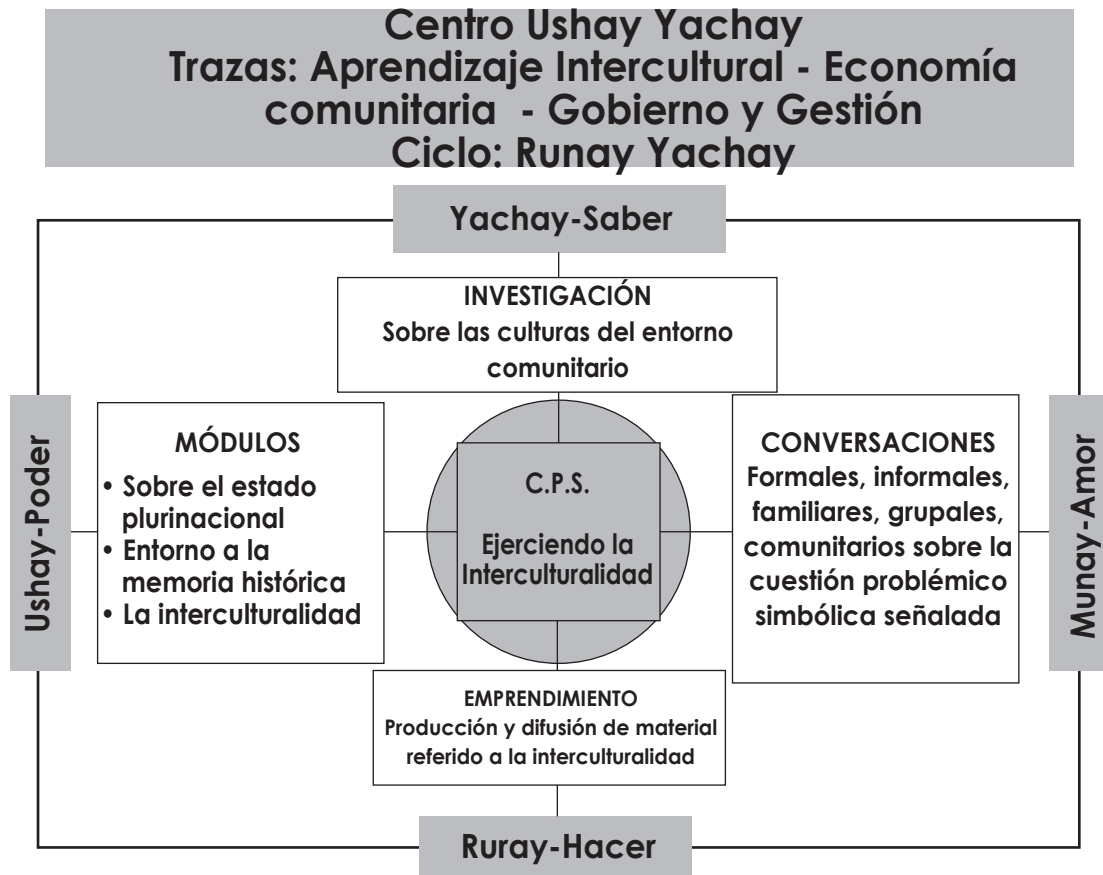 Centro Ushay Yachay
Trazas: Aprendizaje Intercultural - Economía
comunitaria - Gobierno y Gestión
Ciclo: Runay Yachay
Yachay-Saber
INVESTIGACIÓN
Sobre las culturas del entorno
comunitario
Ushay-Poder
MÓDULOS
• Sobre el estado
plurinacional
• Entorno a la
memoria histórica
• La interculturalidad
C.P.S.
Ejerciendo la
Interculturalidad
CONVERSACIONES
Formales, informales,
familiares, grupales,
comunitarios sobre la
cuestión problémico
simbólica señalada
Munay-Amor
EMPRENDIMIENTO
Producción y difusión de material
referido a la interculturalidad
Ruray-Hacer